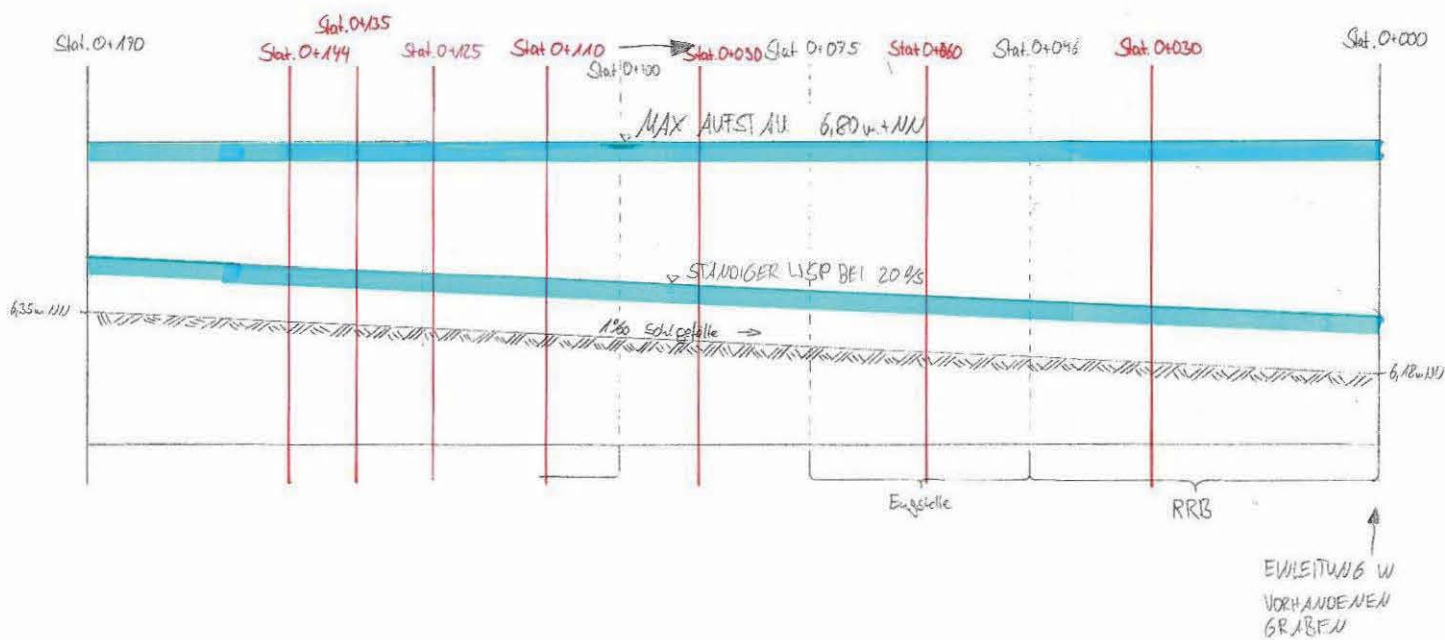 Stat. 0+135
Stat. 0+190
Stat. 0+144
Stat. 0+125
Stat 0+110
Stat. 0+090
Stat 0+075
Stat 0+060
Stat. 0+046
Stat. 0+030
Stat. 0+000
Stat 0+100
MAX AUFSTAU 6,80 m.+NN
STÄNDIGER WSP BEI 20 l/s
6,35 m NN
1‰ Sohlgefälle
6,18 m NN
Engstelle
RRB
EINLEITUNG IN
VORHANDENEN
GRABEN